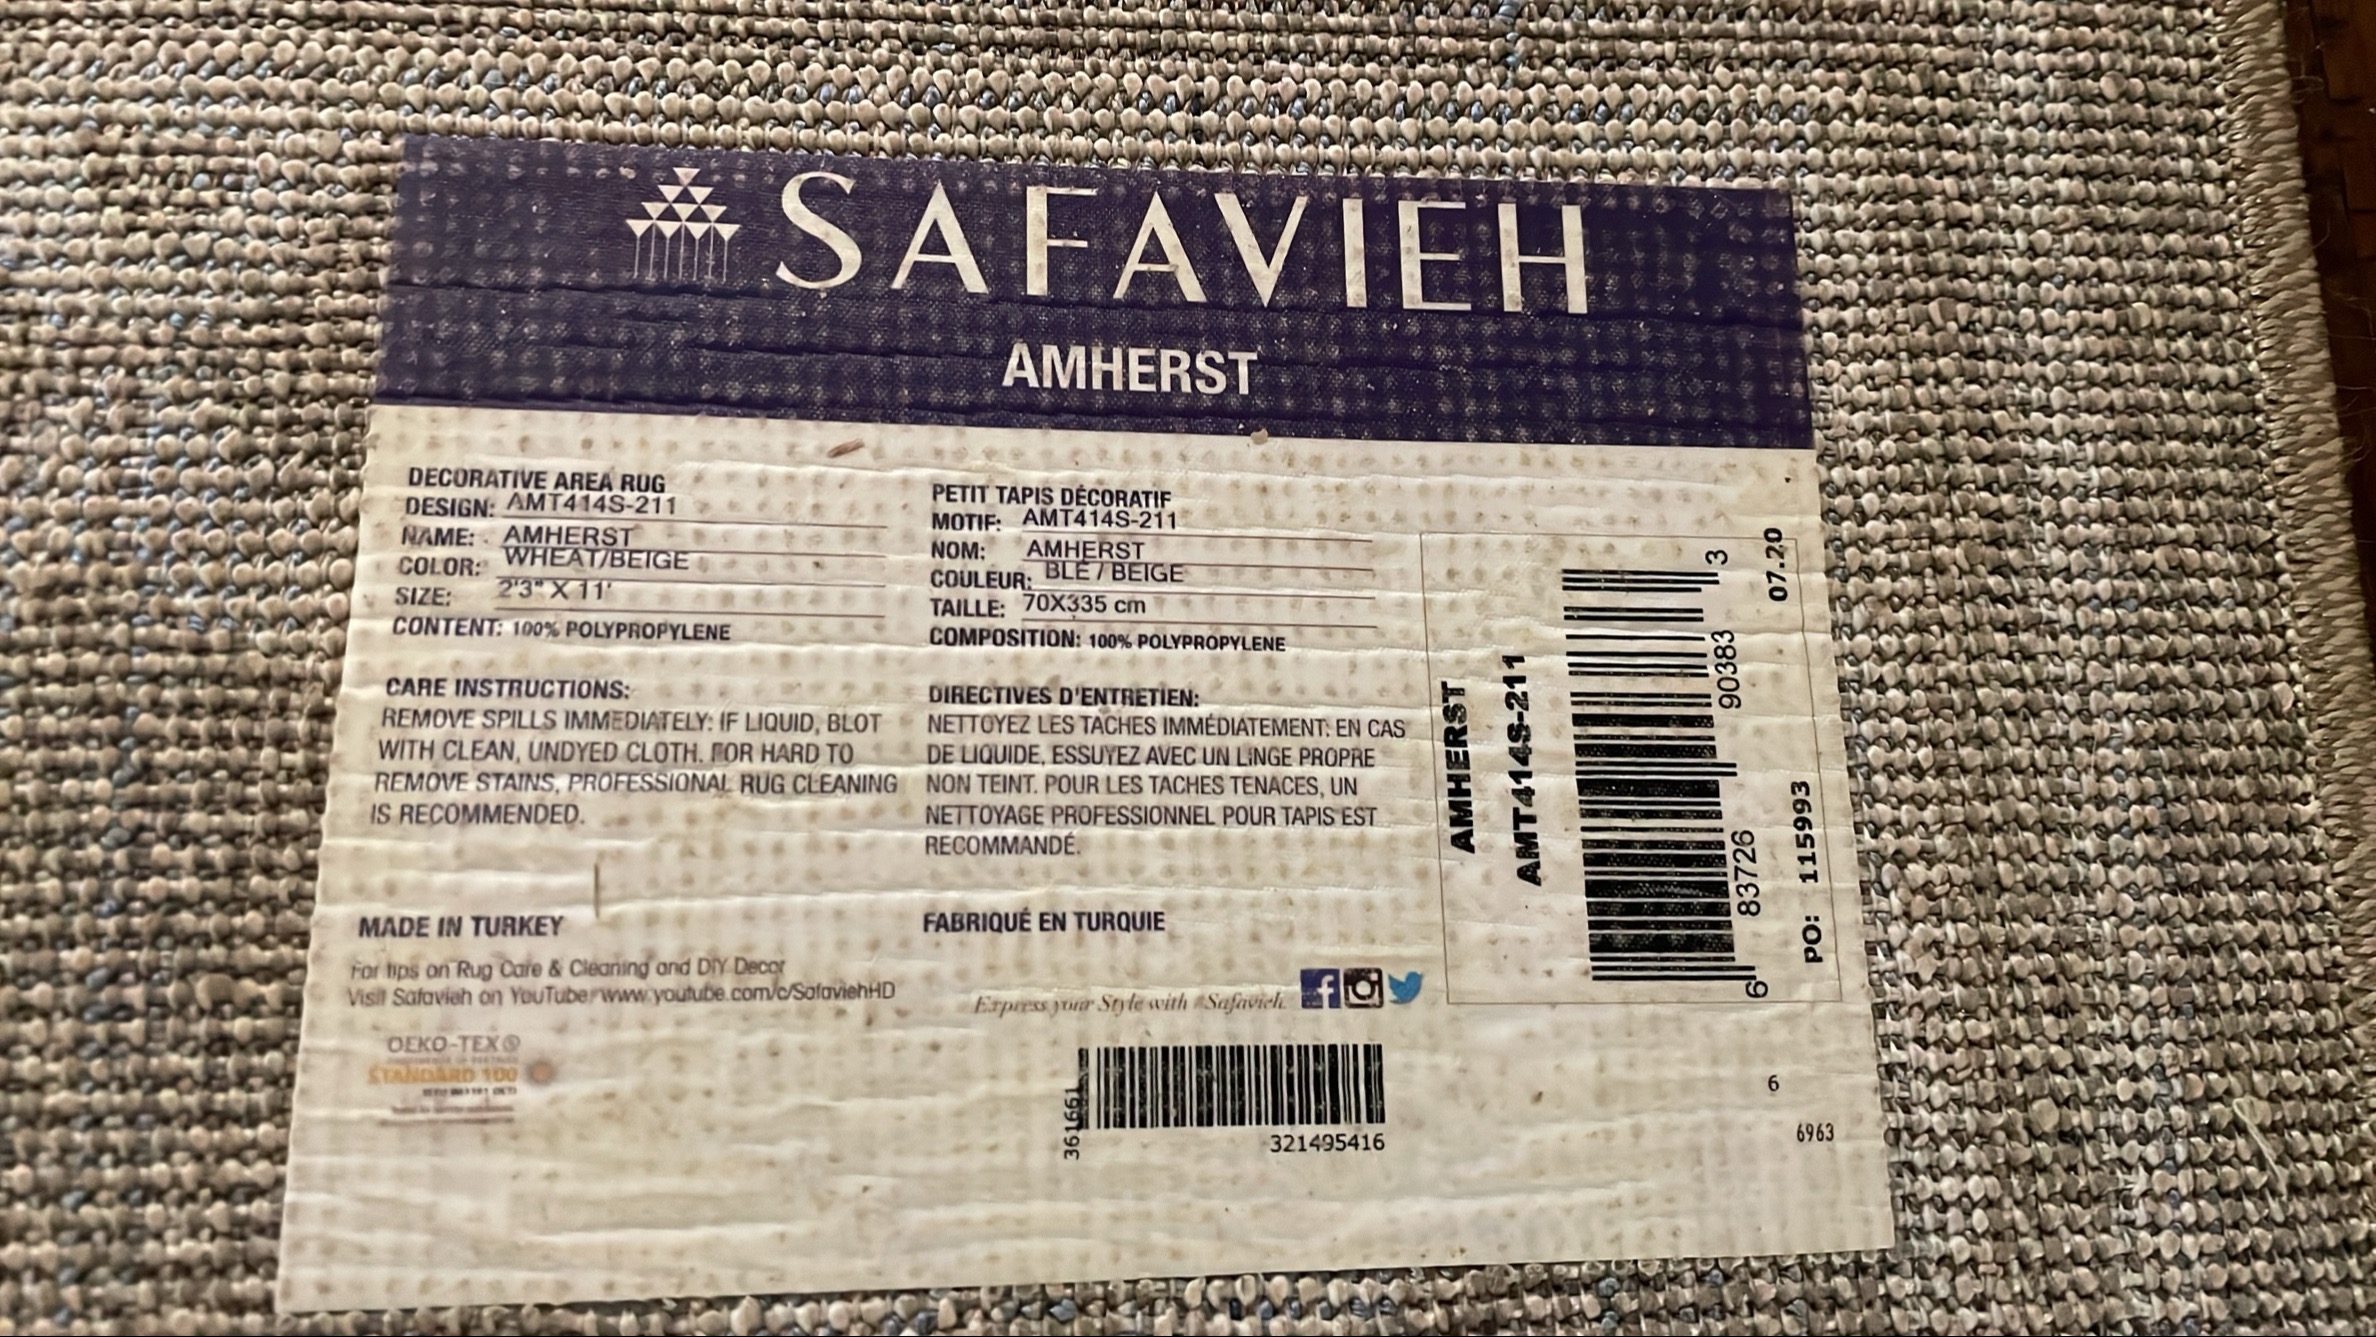 SAFAVIEH
AMHERST
DECORATIVE AREA RUG
DESIGN: AMT414S-211
NAME: AMHERST
COLOR: WHEAT/BEIGE
SIZE: 2'3" X 11'
CONTENT: 100% POLYPROPYLENE
CARE INSTRUCTIONS:
REMOVE SPILLS IMMEDIATELY: IF LIQUID, BLOT
WITH CLEAN, UNDYED CLOTH. FOR HARD TO
REMOVE STAINS, PROFESSIONAL RUG CLEANING
IS RECOMMENDED.
MADE IN TURKEY
For tips on Rug Care & Cleaning and DIY Decor
Visit Safavieh on YouTube-www.youtube.com/c/SafaviehHD
OEKO-TEX®
STANDARD 100
PETIT TAPIS DÉCORATIF
MOTIF: AMT414S-211
NOM: AMHERST
COULEUR: BLÉ / BEIGE
TAILLE: 70X335 cm
COMPOSITION: 100% POLYPROPYLENE
DIRECTIVES D'ENTRETIEN:
NETTOYEZ LES TACHES IMMÉDIATEMENT: EN CAS
DE LIQUIDE, ESSUYEZ AVEC UN LINGE PROPRE
NON TEINT. POUR LES TACHES TENACES, UN
NETTOYAGE PROFESSIONNEL POUR TAPIS EST
RECOMMANDÉ.
FABRIQUÉ EN TURQUIE
Express your Style with #Safavieh
361661
321495416
AMHERST
AMT414S-211
6 83726 90383 3
PO: 115993 07.20
6
6963